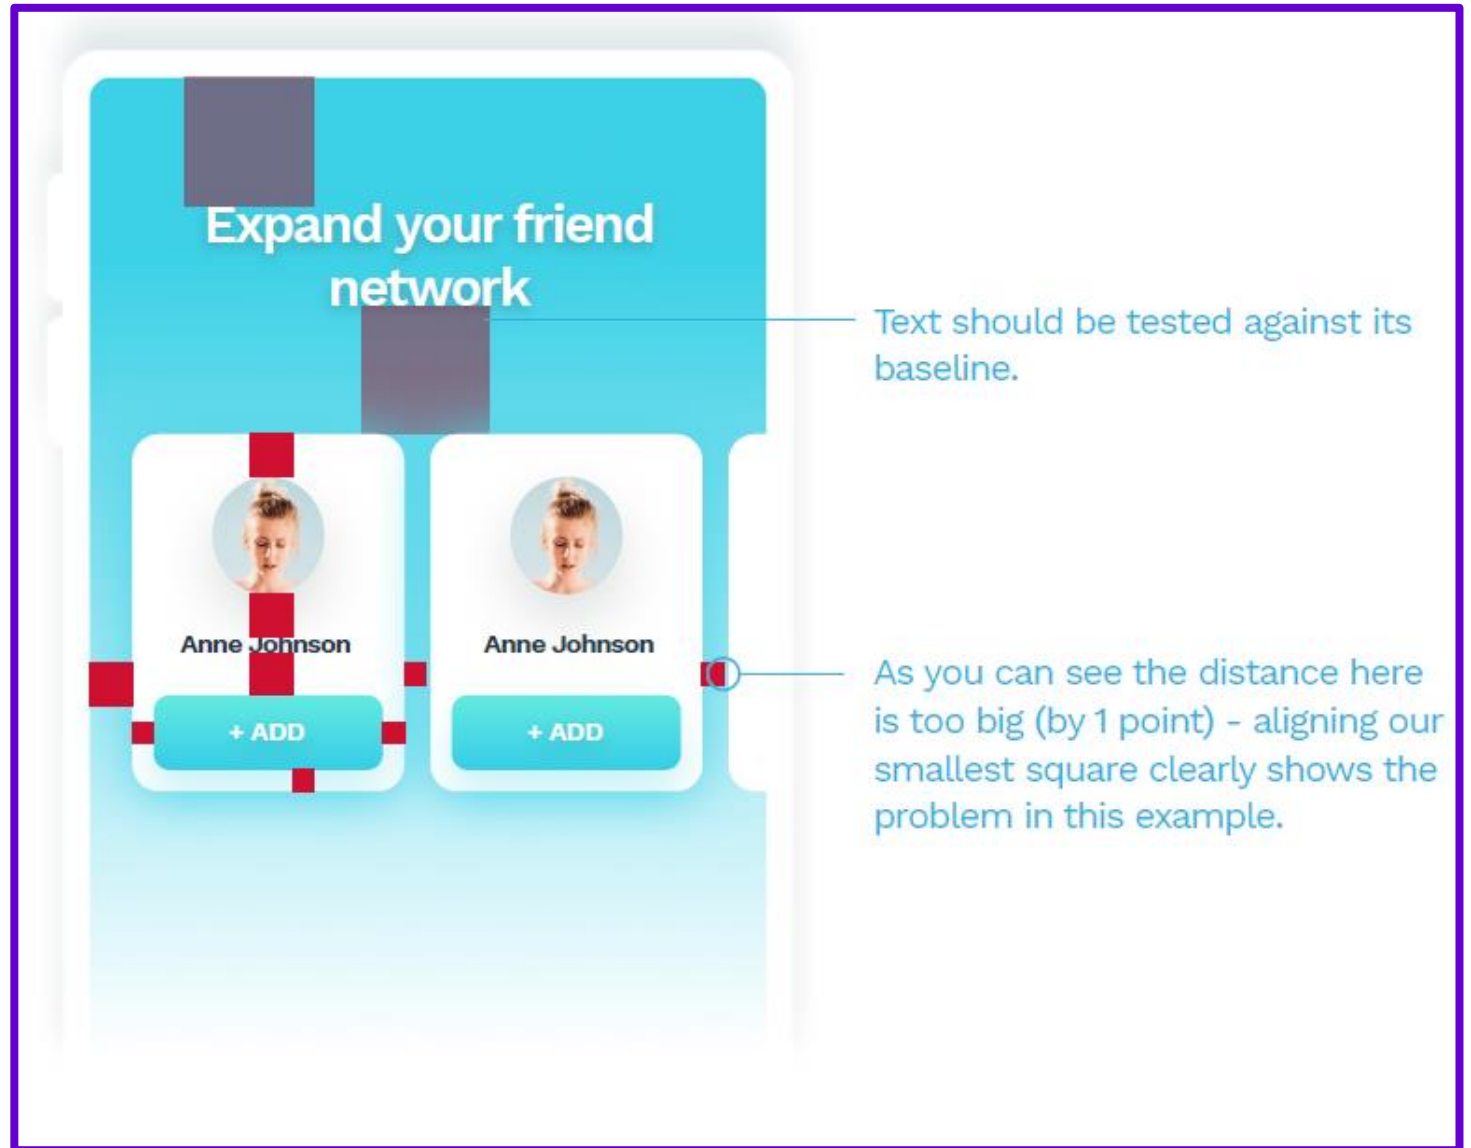 Expand your friend
network
Text should be tested against its
baseline.
Anne Johnson
Anne Johnson
As you can see the distance here
is too big (by 1 point) - aligning our
smallest square clearly shows the
problem in this example.
+ ADD
+ ADD